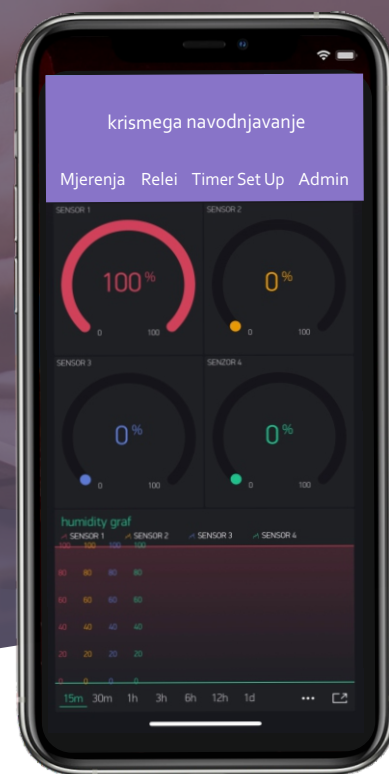 krismega navodnjavanje
Mjerenja Relei Timer Set Up Admin
SENSOR 1 SENSOR 2
100 % 0 %
0 100 0 100
SENSOR 3 SENZOR 4
0 % 0 %
0 100 0 100
humidity graf
SENSOR 1 SENSOR 2 SENSOR 3 SENSOR 4
100 100 100 100
80 80 80 80
60 60 60 60
40 40 40 40
20 20 20 20
0 0 0 0
15m 30m 1h 3h 6h 12h 1d ...